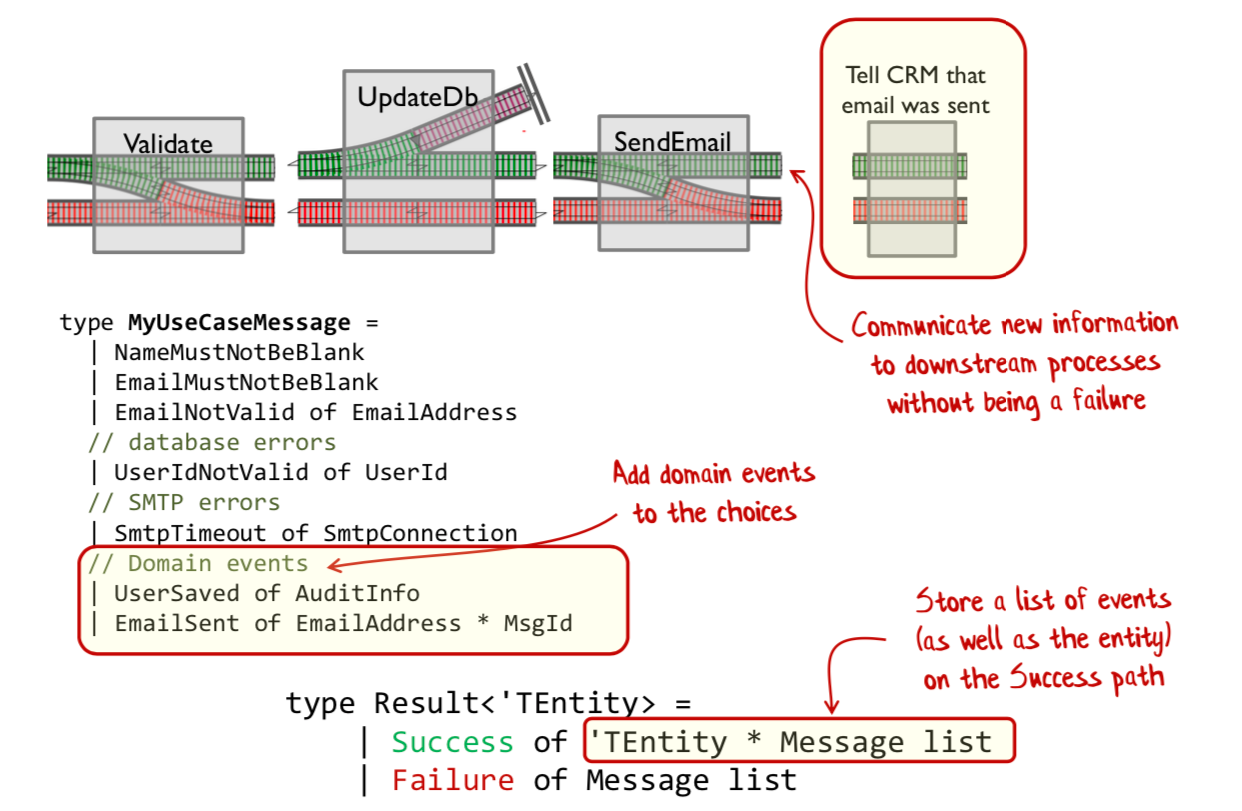 Validate
UpdateDb
SendEmail
Tell CRM that
email was sent
Communicate new information
to downstream processes
without being a failure
type MyUseCaseMessage =
| NameMustNotBeBlank
| EmailMustNotBeBlank
| EmailNotValid of EmailAddress
// database errors
| UserIdNotValid of UserId
// SMTP errors
| SmtpTimeout of SmtpConnection
// Domain events
| UserSaved of AuditInfo
| EmailSent of EmailAddress * MsgId
Add domain events
to the choices
Store a list of events
(as well as the entity)
on the Success path
type Result<'TEntity> =
| Success of 'TEntity * Message list
| Failure of Message list